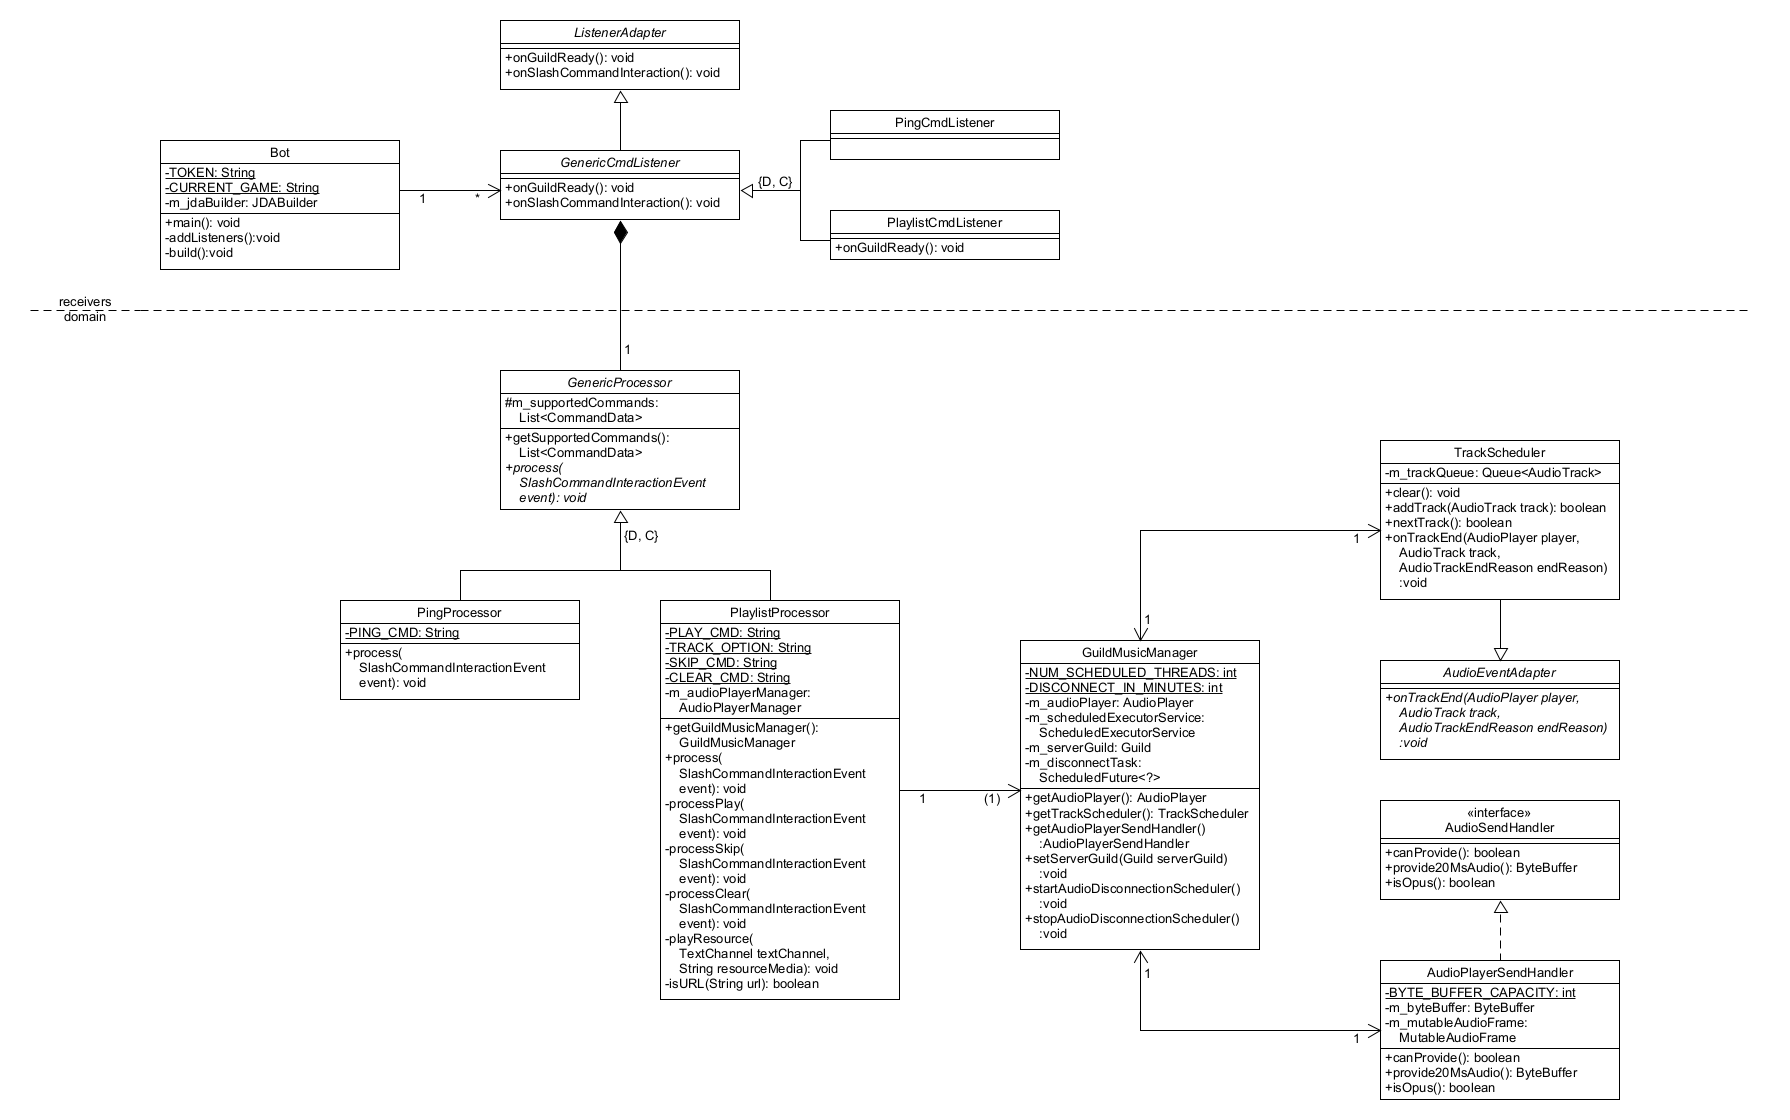 ListenerAdapter
+onGuildReady(): void
+onSlashCommandInteraction(): void
Bot
-TOKEN: String
-CURRENT_GAME: String
-m_jdaBuilder: JDABuilder
+main(): void
-addListeners():void
-build():void
1
*
GenericCmdListener
+onGuildReady(): void
+onSlashCommandInteraction(): void
{D, C}
PingCmdListener
PlaylistCmdListener
+onGuildReady(): void
receivers
domain
1
GenericProcessor
#m_supportedCommands:
List<CommandData>
+getSupportedCommands():
List<CommandData>
+process(
SlashCommandInteractionEvent
event): void
{D, C}
PingProcessor
-PING_CMD: String
+process(
SlashCommandInteractionEvent
event): void
PlaylistProcessor
-PLAY_CMD: String
-TRACK_OPTION: String
-SKIP_CMD: String
-CLEAR_CMD: String
-m_audioPlayerManager:
AudioPlayerManager
+getGuildMusicManager():
GuildMusicManager
+process(
SlashCommandInteractionEvent
event): void
-processPlay(
SlashCommandInteractionEvent
event): void
-processSkip(
SlashCommandInteractionEvent
event): void
-processClear(
SlashCommandInteractionEvent
event): void
-playResource(
TextChannel textChannel,
String resourceMedia): void
-isURL(String url): boolean
1
(1)
1
GuildMusicManager
-NUM_SCHEDULED_THREADS: int
-DISCONNECT_IN_MINUTES: int
-m_audioPlayer: AudioPlayer
-m_scheduledExecutorService:
ScheduledExecutorService
-m_serverGuild: Guild
-m_disconnectTask:
ScheduledFuture<?>
+getAudioPlayer(): AudioPlayer
+getTrackScheduler(): TrackScheduler
+getAudioPlayerSendHandler()
:AudioPlayerSendHandler
+setServerGuild(Guild serverGuild)
:void
+startAudioDisconnectionScheduler()
:void
+stopAudioDisconnectionScheduler()
:void
1
1
TrackScheduler
-m_trackQueue: Queue<AudioTrack>
+clear(): void
+addTrack(AudioTrack track): boolean
+nextTrack(): boolean
+onTrackEnd(AudioPlayer player,
AudioTrack track,
AudioTrackEndReason endReason)
:void
AudioEventAdapter
+onTrackEnd(AudioPlayer player,
AudioTrack track,
AudioTrackEndReason endReason)
:void
«interface»
AudioSendHandler
+canProvide(): boolean
+provide20MsAudio(): ByteBuffer
+isOpus(): boolean
1
AudioPlayerSendHandler
-BYTE_BUFFER_CAPACITY: int
-m_byteBuffer: ByteBuffer
-m_mutableAudioFrame:
MutableAudioFrame
+canProvide(): boolean
+provide20MsAudio(): ByteBuffer
+isOpus(): boolean